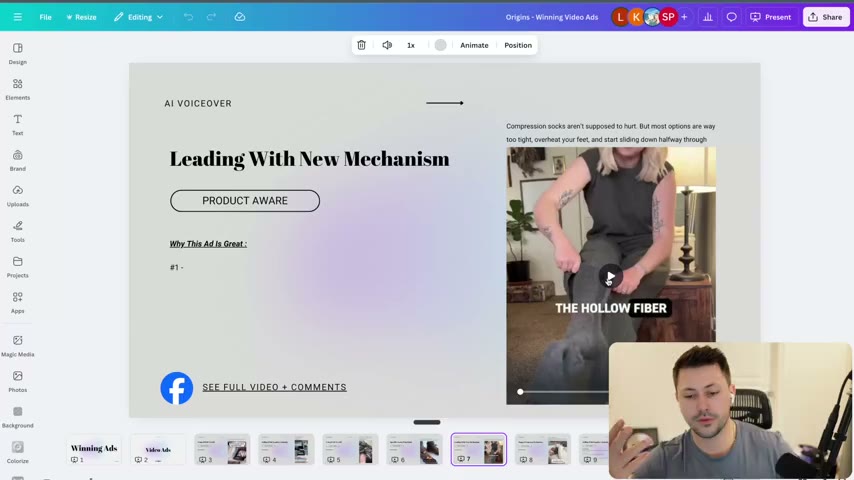 File
Resize
Editing
Origins - Winning Video Ads
L
K
SP
Present
Share
1x
Animate
Position
Design
Elements
Text
Brand
Uploads
Tools
Projects
Apps
Magic Media
Photos
Background
Colorize
AI VOICEOVER
Leading With New Mechanism
PRODUCT AWARE
Why This Ad Is Great :
#1 -
SEE FULL VIDEO + COMMENTS
Compression socks aren't supposed to hurt. But most options are way
too tight, overheat your feet, and start sliding down halfway through
THE HOLLOW FIBER
Winning Ads
Video Ads
1
2
3
4
5
6
7
8
9